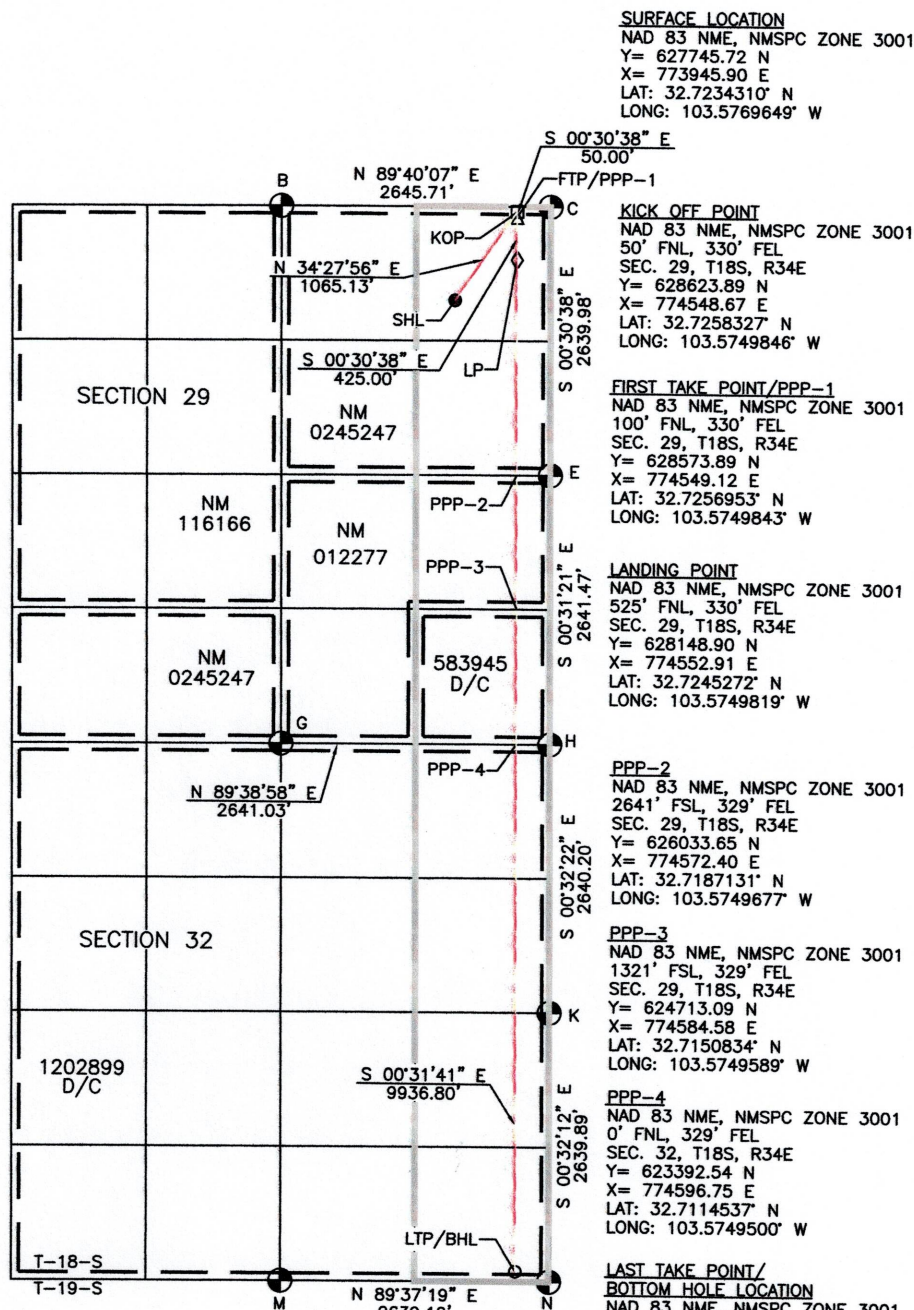 SURFACE LOCATION
NAD 83 NME, NMSPC ZONE 3001
Y= 627745.72 N
X= 773945.90 E
LAT: 32.7234310° N
LONG: 103.5769649° W
S 00°30'38" E
50.00'
FTP/PPP-1
B
N 89°40'07" E
2645.71'
C
KOP
N 34°27'56" E
1065.13'
SHL
S 00°30'38" E
2639.98'
S 00°30'38" E
425.00'
LP
KICK OFF POINT
NAD 83 NME, NMSPC ZONE 3001
50' FNL, 330' FEL
SEC. 29, T18S, R34E
Y= 628623.89 N
X= 774548.67 E
LAT: 32.7258327° N
LONG: 103.5749846° W
SECTION 29
NM
0245247
FIRST TAKE POINT/PPP-1
NAD 83 NME, NMSPC ZONE 3001
100' FNL, 330' FEL
SEC. 29, T18S, R34E
Y= 628573.89 N
X= 774549.12 E
LAT: 32.7256953° N
LONG: 103.5749843° W
E
PPP-2
NM
116166
NM
012277
PPP-3
S 00°31'21" E
2641.47'
LANDING POINT
NAD 83 NME, NMSPC ZONE 3001
525' FNL, 330' FEL
SEC. 29, T18S, R34E
Y= 628148.90 N
X= 774552.91 E
LAT: 32.7245272° N
LONG: 103.5749819° W
NM
0245247
583945
D/C
G
H
PPP-4
N 89°38'58" E
2641.03'
PPP-2
NAD 83 NME, NMSPC ZONE 3001
2641' FSL, 329' FEL
SEC. 29, T18S, R34E
Y= 626033.65 N
X= 774572.40 E
LAT: 32.7187131° N
LONG: 103.5749677° W
S 00°32'22" E
2640.20'
SECTION 32
PPP-3
NAD 83 NME, NMSPC ZONE 3001
1321' FSL, 329' FEL
SEC. 29, T18S, R34E
Y= 624713.09 N
X= 774584.58 E
LAT: 32.7150834° N
LONG: 103.5749589° W
K
1202899
D/C
S 00°31'41" E
9936.80'
S 00°32'12" E
2639.89'
PPP-4
NAD 83 NME, NMSPC ZONE 3001
0' FNL, 329' FEL
SEC. 32, T18S, R34E
Y= 623392.54 N
X= 774596.75 E
LAT: 32.7114537° N
LONG: 103.5749500° W
LTP/BHL
T-18-S
T-19-S
M
N 89°37'19" E
N
LAST TAKE POINT/
BOTTOM HOLE LOCATION
NAD 83 NME, NMSPC ZONE 3001